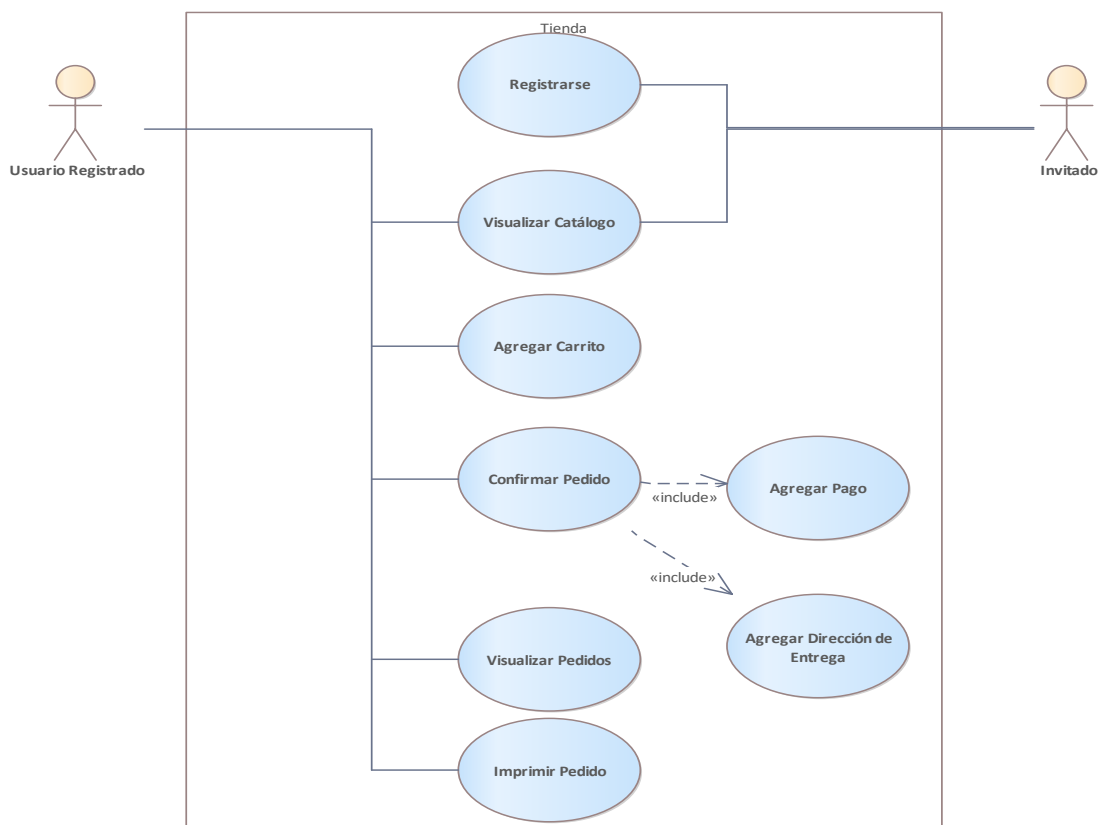 Tienda
Registrarse
Usuario Registrado
Invitado
Visualizar Catálogo
Agregar Carrito
Confirmar Pedido
«include»
Agregar Pago
«include»
Agregar Dirección de
Entrega
Visualizar Pedidos
Imprimir Pedido